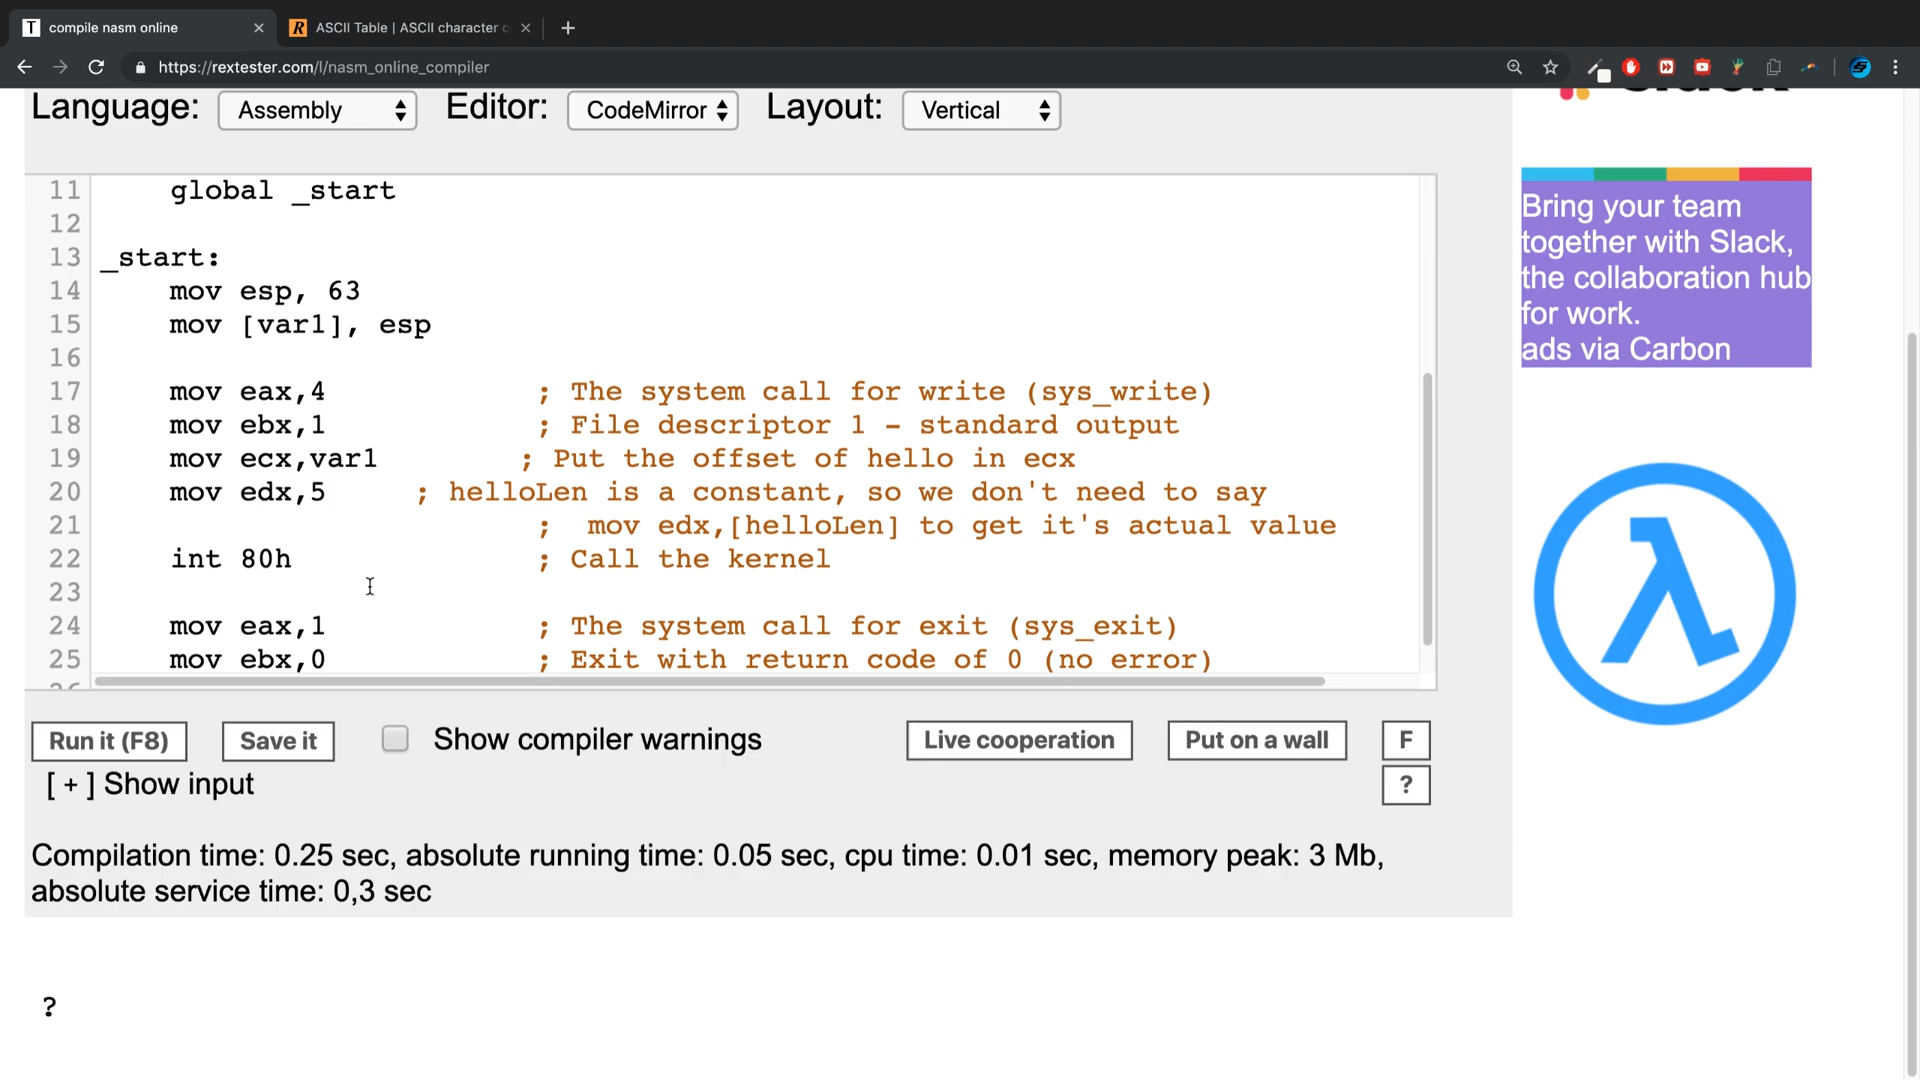 compile nasm online
ASCII Table | ASCII character c
https://rextester.com/l/nasm_online_compiler
Language: Assembly Editor: CodeMirror Layout: Vertical
11 global _start
12
13 _start:
14 mov esp, 63
15 mov [var1], esp
16
17 mov eax,4 ; The system call for write (sys_write)
18 mov ebx,1 ; File descriptor 1 - standard output
19 mov ecx,var1 ; Put the offset of hello in ecx
20 mov edx,5 ; helloLen is a constant, so we don't need to say
21 ; mov edx,[helloLen] to get it's actual value
22 int 80h ; Call the kernel
23
24 mov eax,1 ; The system call for exit (sys_exit)
25 mov ebx,0 ; Exit with return code of 0 (no error)
Run it (F8) Save it Show compiler warnings Live cooperation Put on a wall F
[ + ] Show input ?
Compilation time: 0.25 sec, absolute running time: 0.05 sec, cpu time: 0.01 sec, memory peak: 3 Mb,
absolute service time: 0,3 sec
?
Bring your team
together with Slack,
the collaboration hub
for work.
ads via Carbon